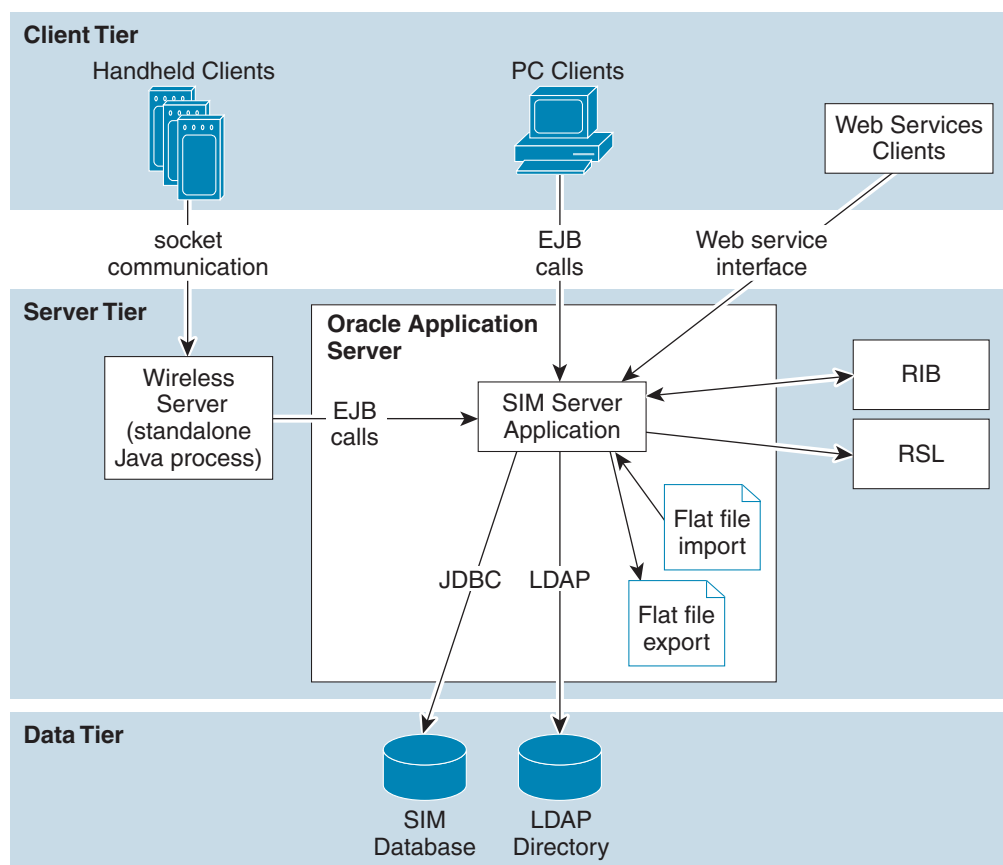 Client Tier
Handheld Clients
PC Clients
Web Services
Clients
socket
communication
EJB
calls
Web service
interface
Server Tier
Oracle Application
Server
Wireless
Server
(standalone
Java process)
EJB
calls
SIM Server
Application
RIB
RSL
Flat file
import
JDBC
LDAP
Flat file
export
Data Tier
SIM
Database
LDAP
Directory